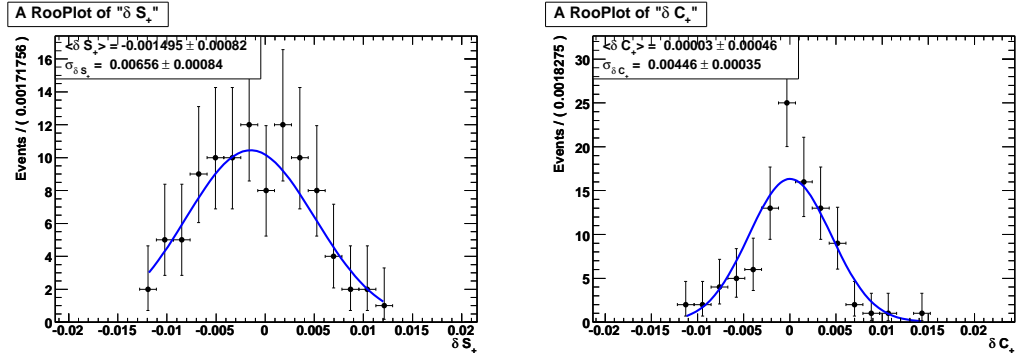 A RooPlot of "δ S+"
<δ S+> = -0.001495 ± 0.00082
σδ S+ = 0.00656 ± 0.00084
Events / ( 0.00171756 )
16
14
12
10
8
6
4
2
0
-0.02 -0.015 -0.01 -0.005 0 0.005 0.01 0.015 0.02
δ S+
A RooPlot of "δ C+"
<δ C+> = 0.00003 ± 0.00046
σδ C+ = 0.00446 ± 0.00035
Events / ( 0.0018275 )
30
25
20
15
10
5
0
-0.02 -0.015 -0.01 -0.005 0 0.005 0.01 0.015 0.02
δ C+